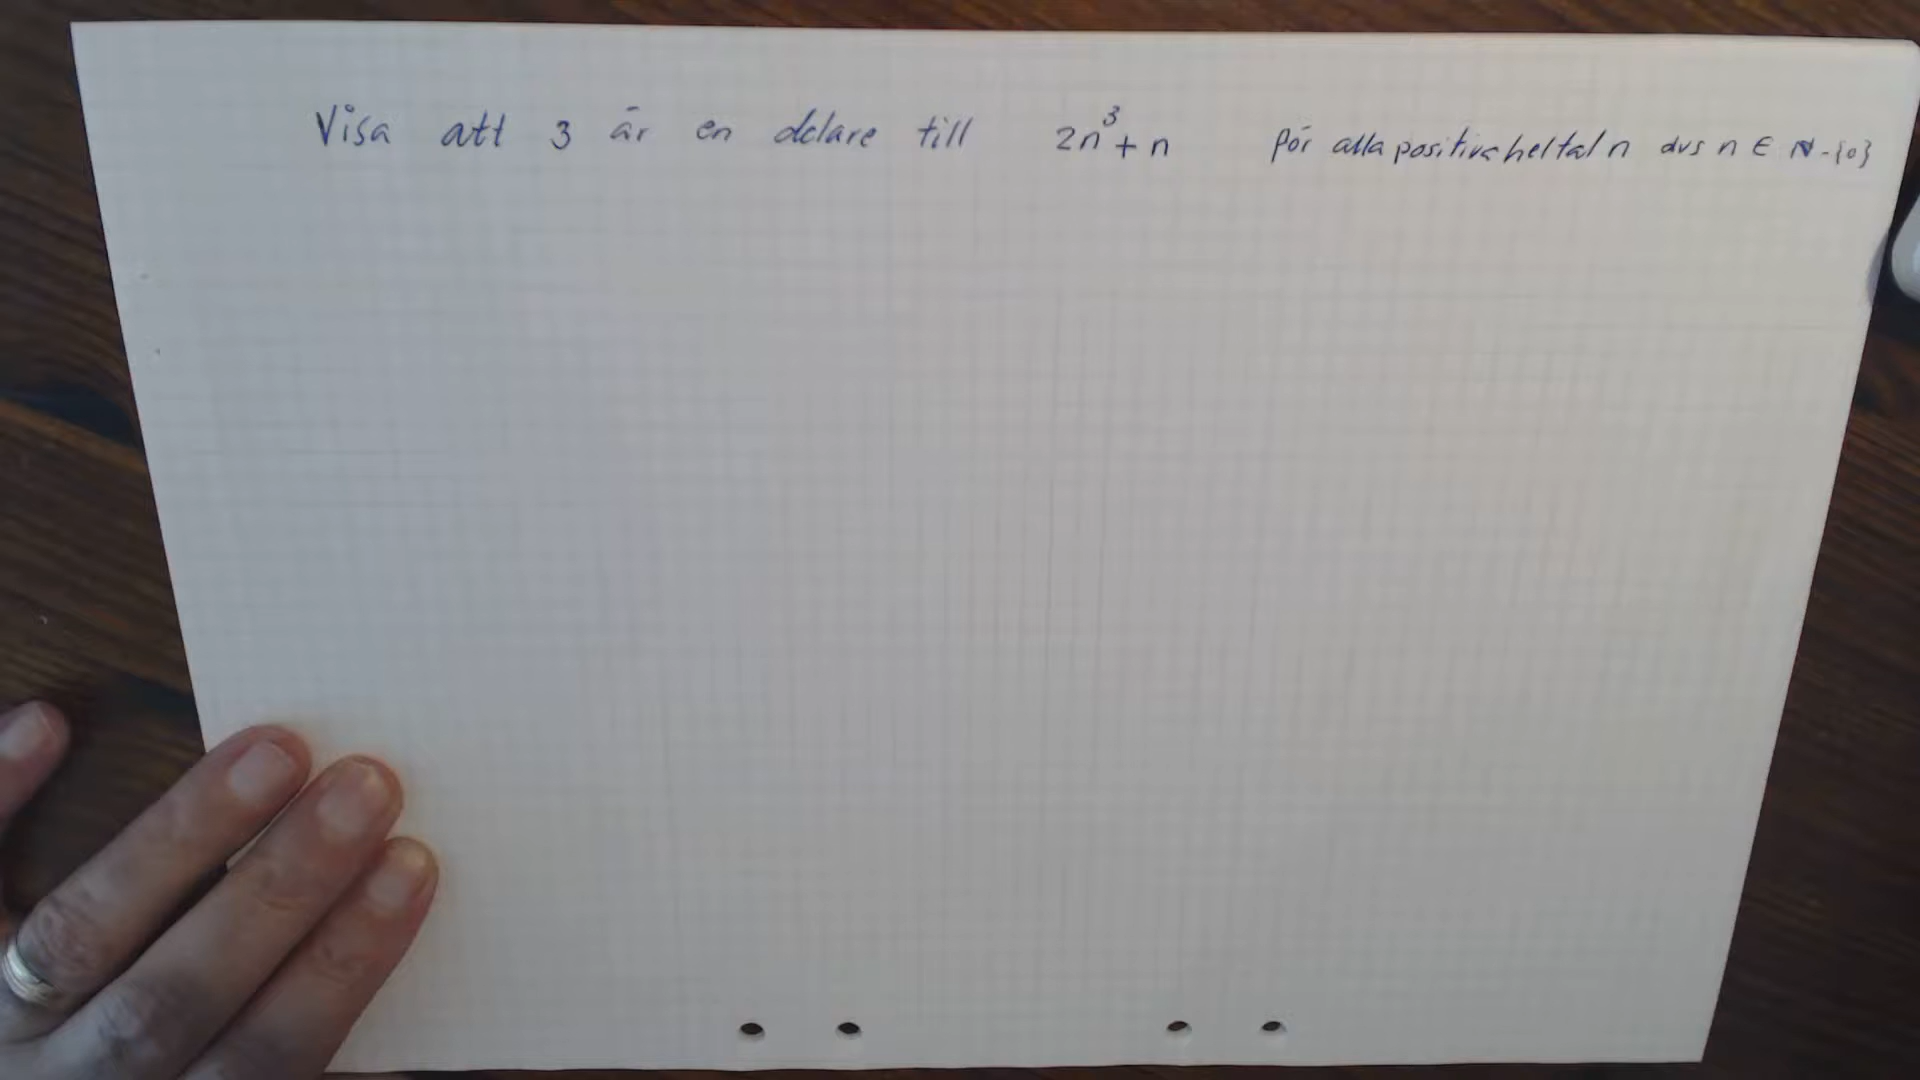 Visa att 3 är en delare till 2n³+n för alla positiva heltal n dvs n ∈ N-{0}